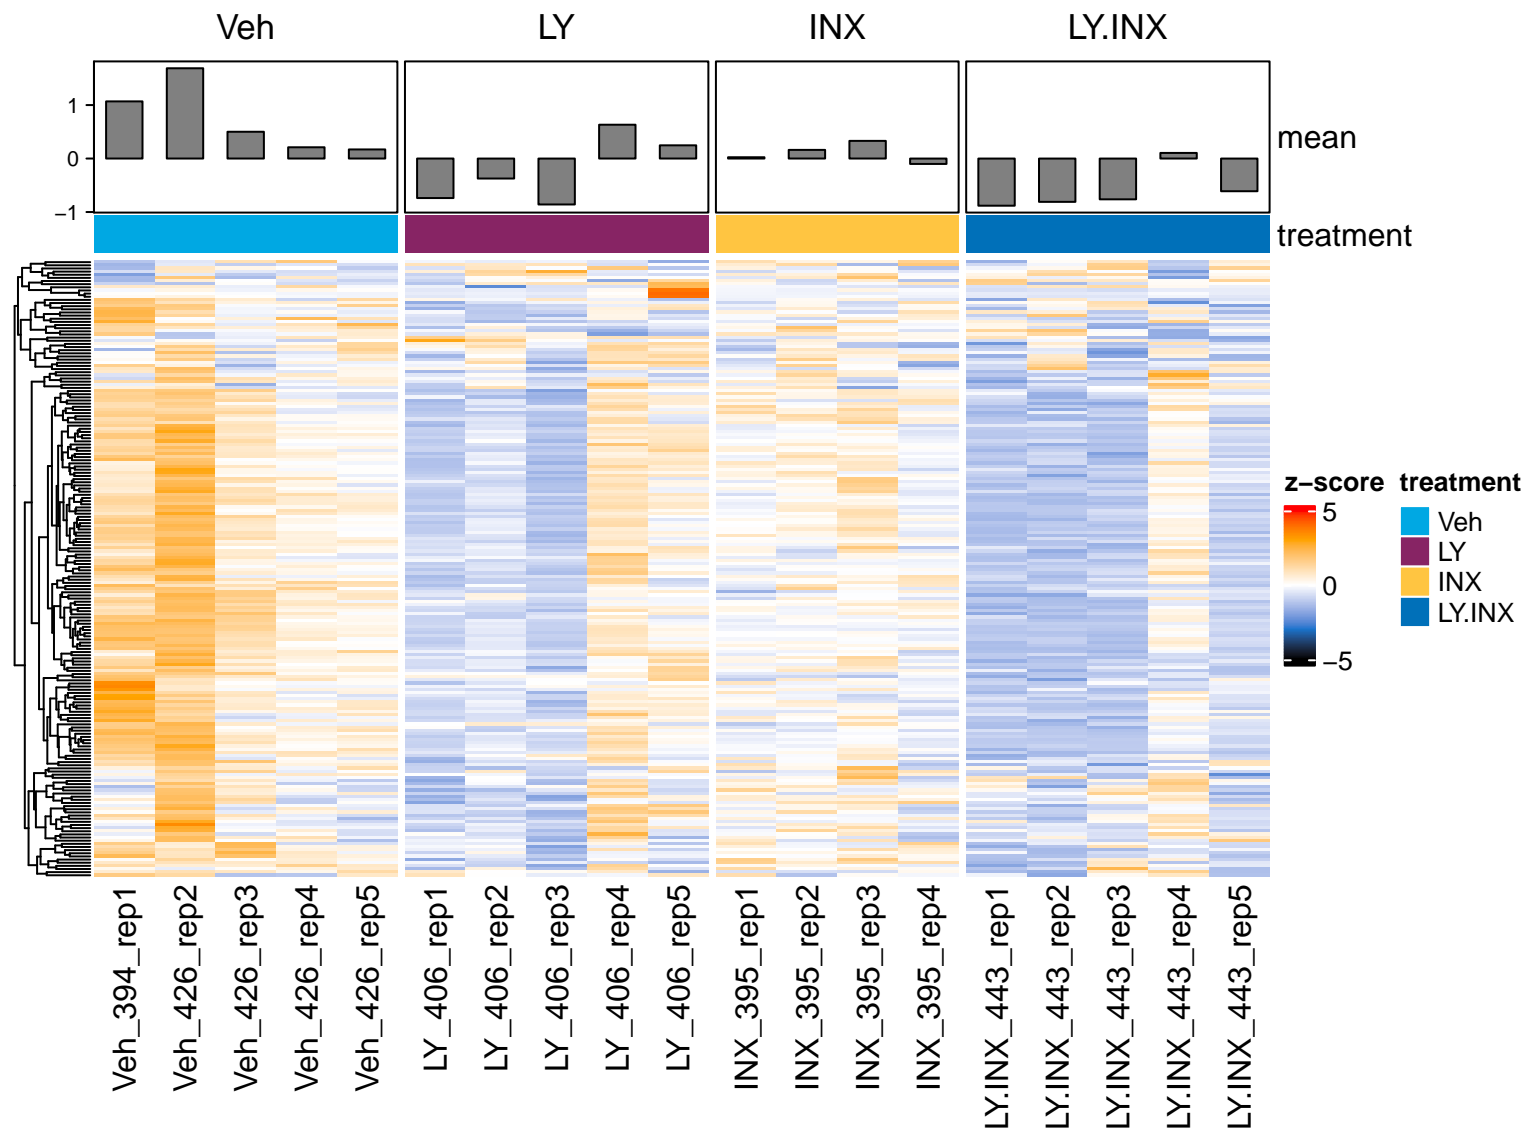 Veh LY INX LY.INX
1
0
−1
mean
treatment
z−score treatment
5
0
−5
Veh
LY
INX
LY.INX
Veh_394_rep1
Veh_426_rep2
Veh_426_rep3
Veh_426_rep4
Veh_426_rep5
LY_406_rep1
LY_406_rep2
LY_406_rep3
LY_406_rep4
LY_406_rep5
INX_395_rep1
INX_395_rep2
INX_395_rep3
INX_395_rep4
LY.INX_443_rep1
LY.INX_443_rep2
LY.INX_443_rep3
LY.INX_443_rep4
LY.INX_443_rep5